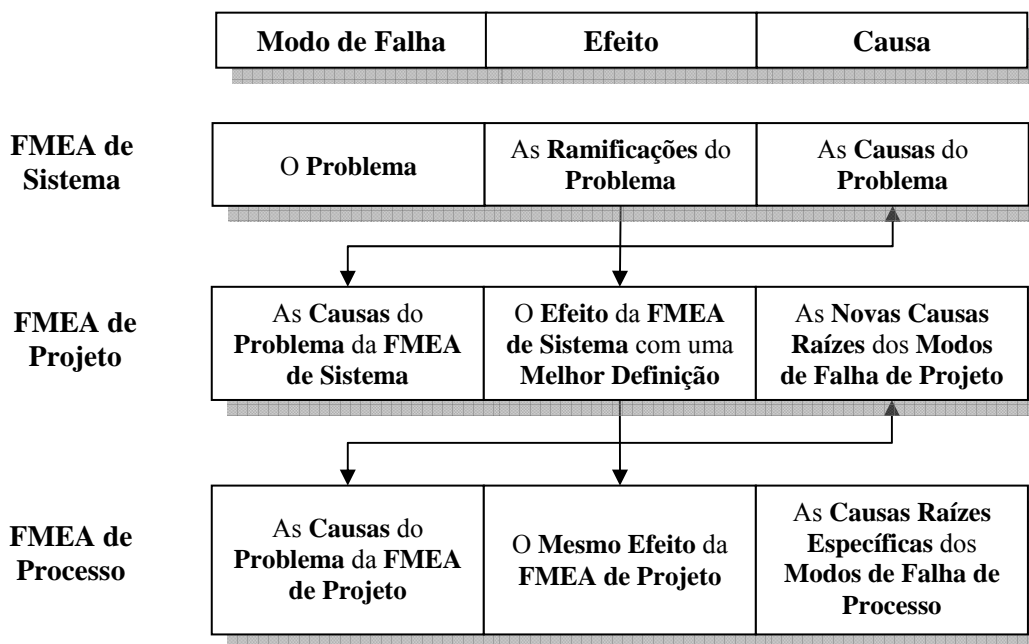 Modo de Falha
Efeito
Causa
FMEA de
Sistema
O Problema
As Ramificações do
Problema
As Causas do
Problema
FMEA de
Projeto
As Causas do
Problema da FMEA
de Sistema
O Efeito da FMEA
de Sistema com uma
Melhor Definição
As Novas Causas
Raízes dos Modos
de Falha de Projeto
FMEA de
Processo
As Causas do
Problema da FMEA
de Projeto
O Mesmo Efeito da
FMEA de Projeto
As Causas Raízes
Específicas dos
Modos de Falha de
Processo